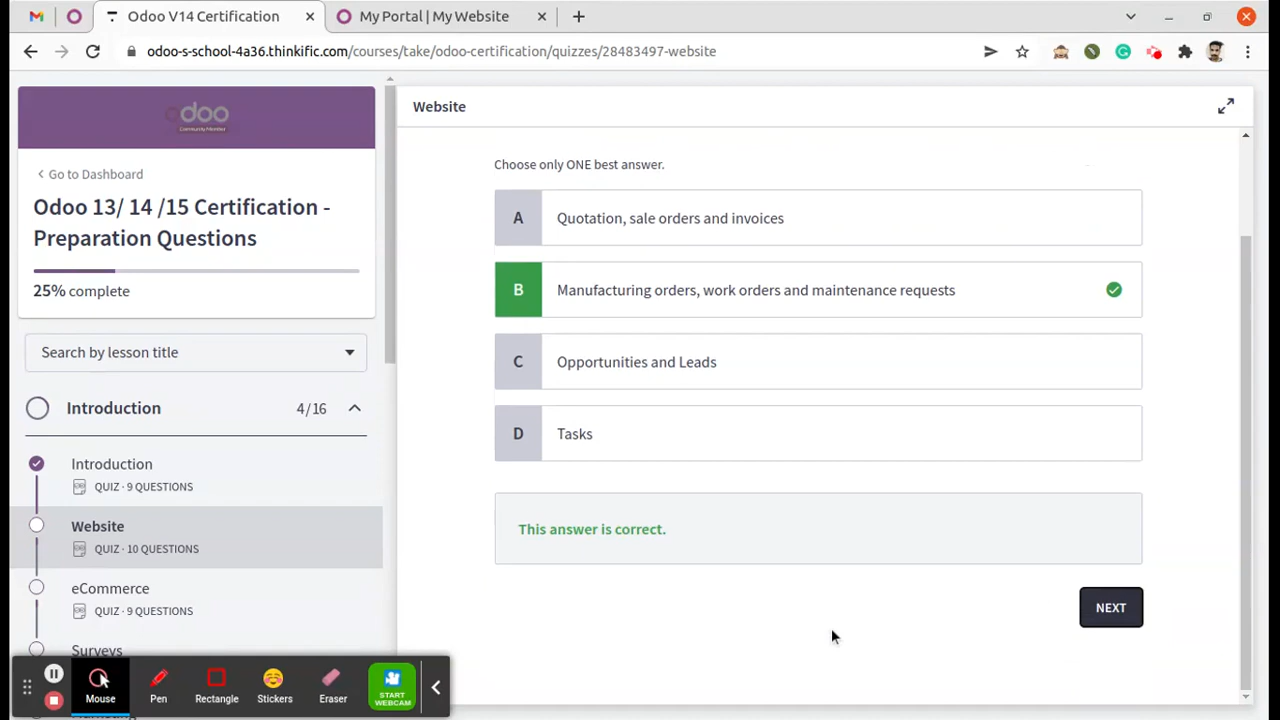 Odoo V14 Certification
My Portal | My Website
odoo-s-school-4a36.thinkific.com/courses/take/odoo-certification/quizzes/28483497-website
odoo
Community Member
Go to Dashboard
Odoo 13/ 14 /15 Certification -
Preparation Questions
25% complete
Search by lesson title
Introduction 4/16
Introduction
QUIZ · 9 QUESTIONS
Website
QUIZ · 10 QUESTIONS
eCommerce
QUIZ · 9 QUESTIONS
Surveys
Website
Choose only ONE best answer.
A Quotation, sale orders and invoices
B Manufacturing orders, work orders and maintenance requests
C Opportunities and Leads
D Tasks
This answer is correct.
NEXT
Mouse
Pen
Rectangle
Stickers
Eraser
START
WEBCAM